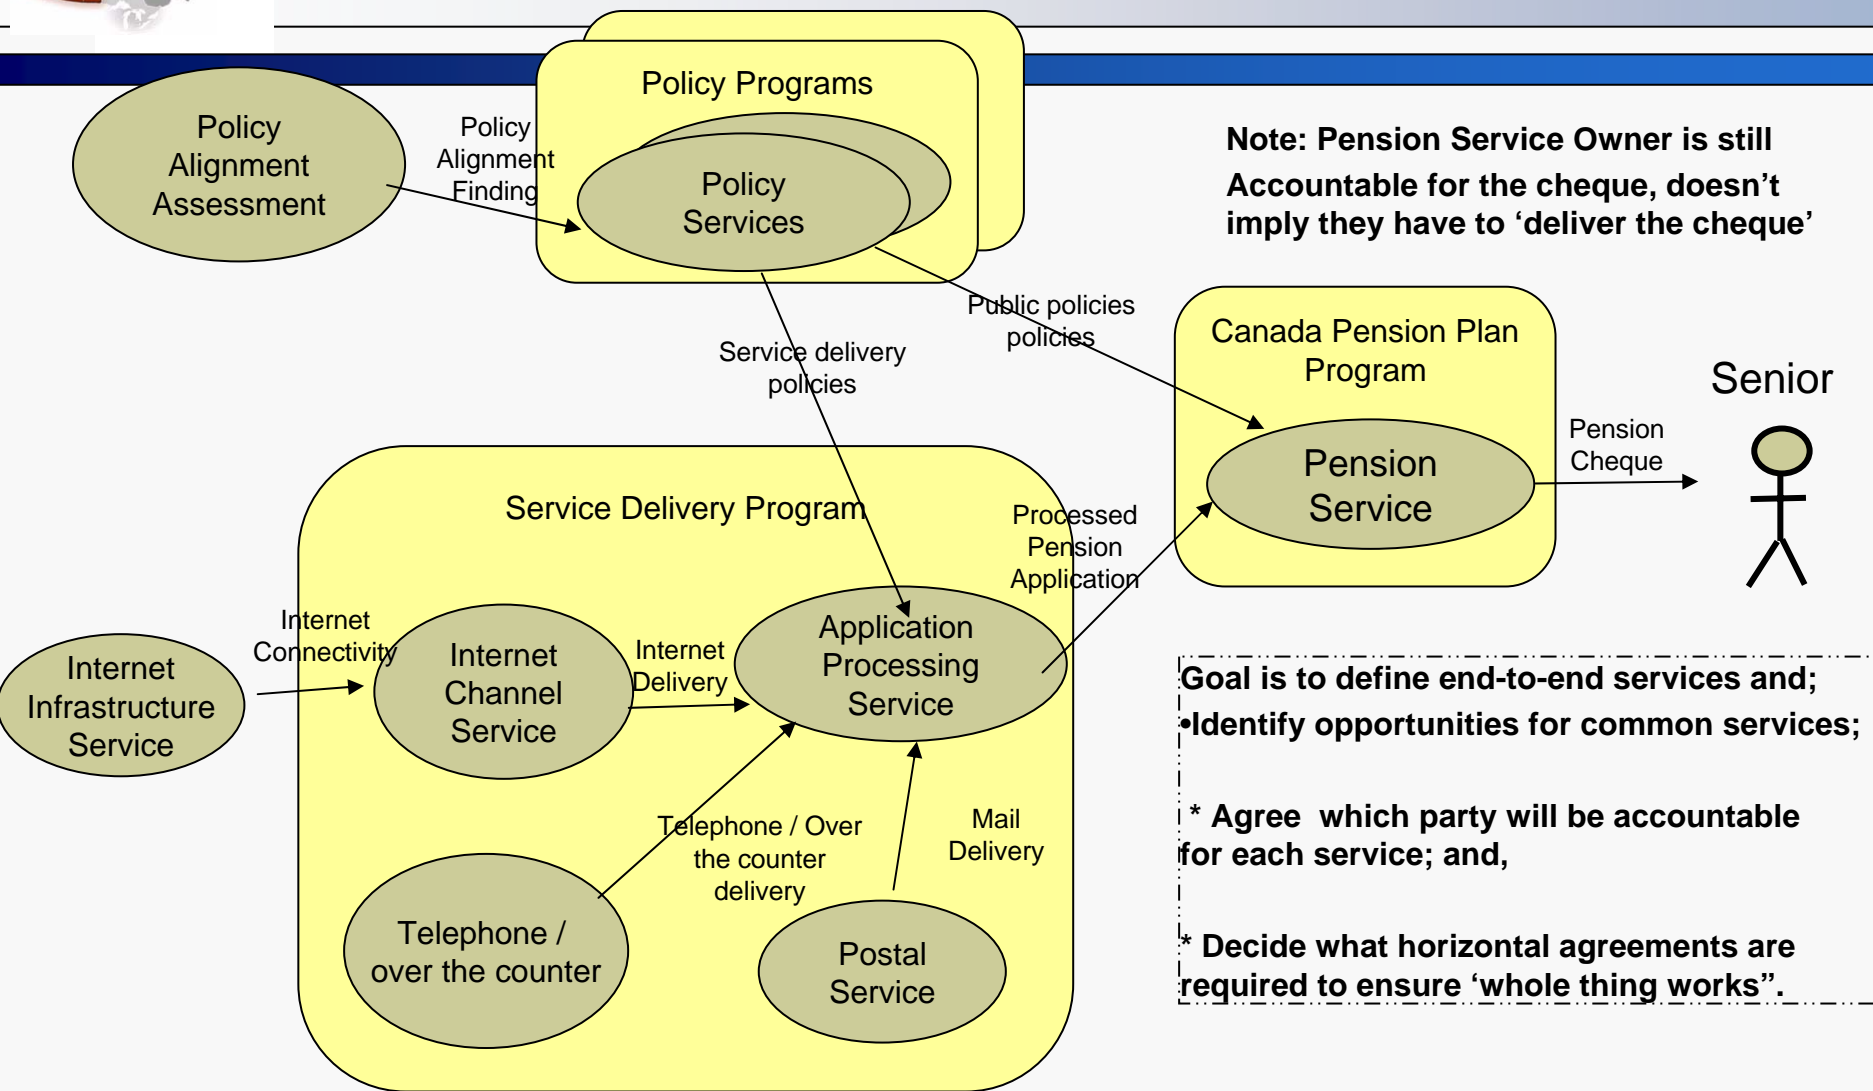 Policy Programs
Policy
Alignment
Assessment
Policy
Alignment
Finding
Policy
Services
Note: Pension Service Owner is still
Accountable for the cheque, doesn’t
imply they have to ‘deliver the cheque’
Public policies
policies
Service delivery
policies
Canada Pension Plan
Program
Senior
Pension
Service
Pension
Cheque
Service Delivery Program
Processed
Pension
Application
Internet
Connectivity
Internet
Infrastructure
Service
Internet
Channel
Service
Internet
Delivery
Application
Processing
Service
Telephone / Over
the counter
delivery
Mail
Delivery
Telephone /
over the counter
Postal
Service
Goal is to define end-to-end services and;
•Identify opportunities for common services;
* Agree  which party will be accountable
for each service; and,
* Decide what horizontal agreements are
required to ensure ‘whole thing works”.